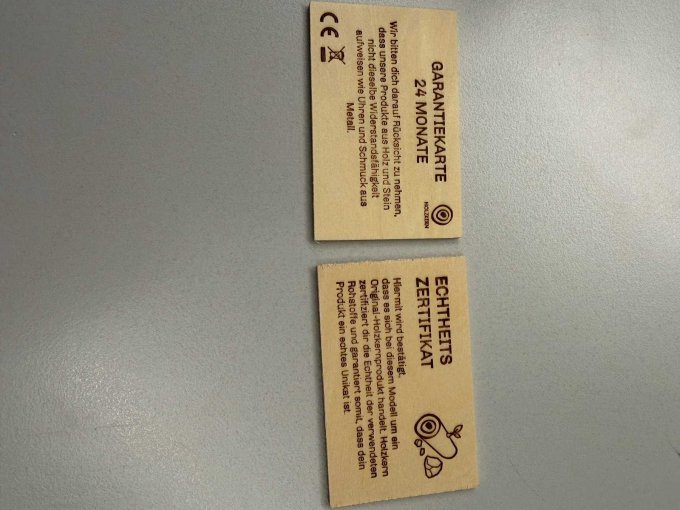 GARANTIEKARTE
24 MONATE
HOLZKERN
Wir bitten dich darauf Rücksicht zu nehmen,
dass unsere Produkte aus Holz und Stein
nicht dieselbe Widerstandsfähigkeit
aufweisen wie Uhren und Schmuck aus
Metall.
CE
ECHTHEITS
ZERTIFIKAT
Hiermit wird bestätigt,
dass es sich bei diesem Modell um ein
Original-Holzkernprodukt handelt. Holzkern
zertifiziert dir die Echtheit der verwendeten
Rohstoffe und garantiert somit, dass dein
Produkt ein echtes Unikat ist.